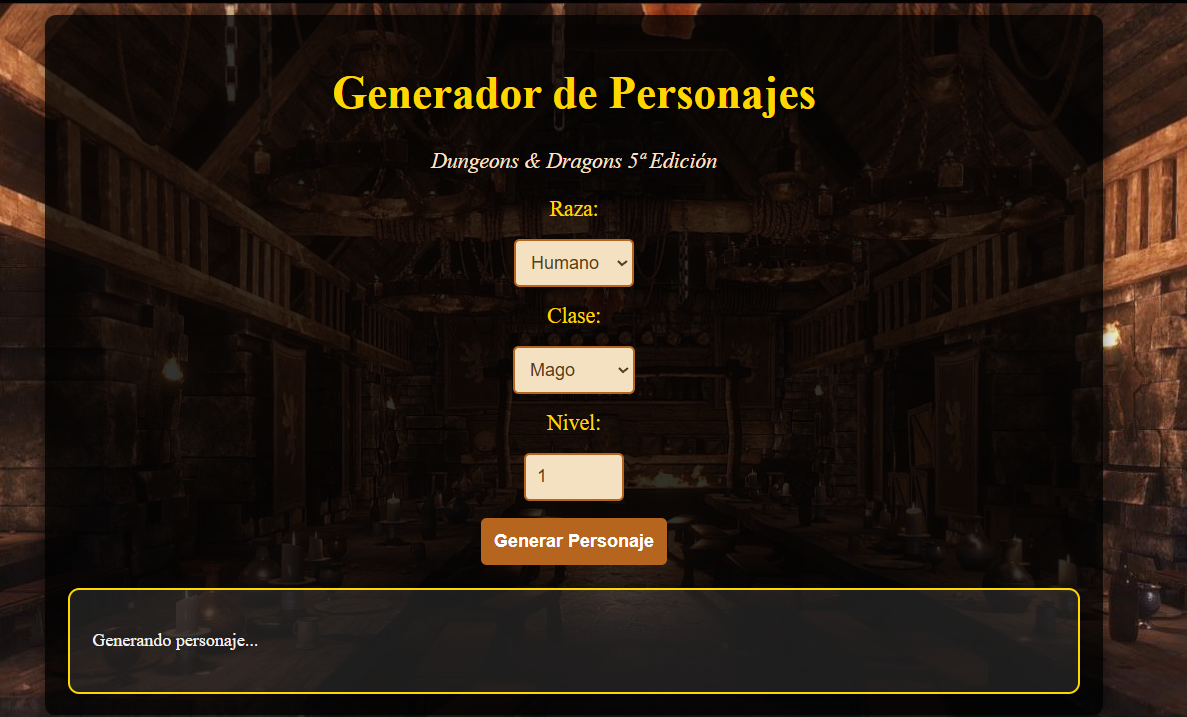 Generador de Personajes
Dungeons & Dragons 5ª Edición
Raza:
Humano
Clase:
Mago
Nivel:
1
Generar Personaje
Generando personaje...